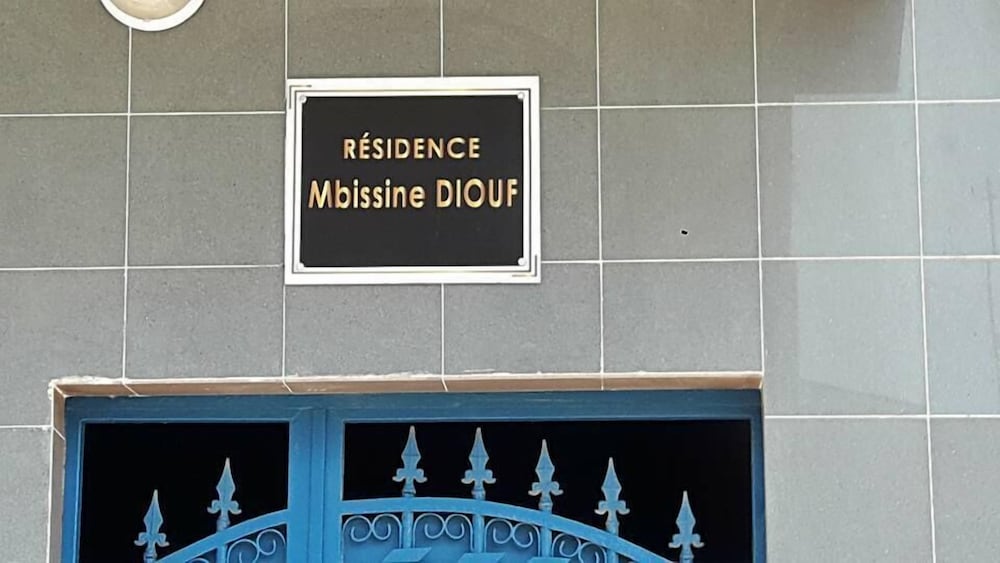 RÉSIDENCE
Mbissine DIOUF